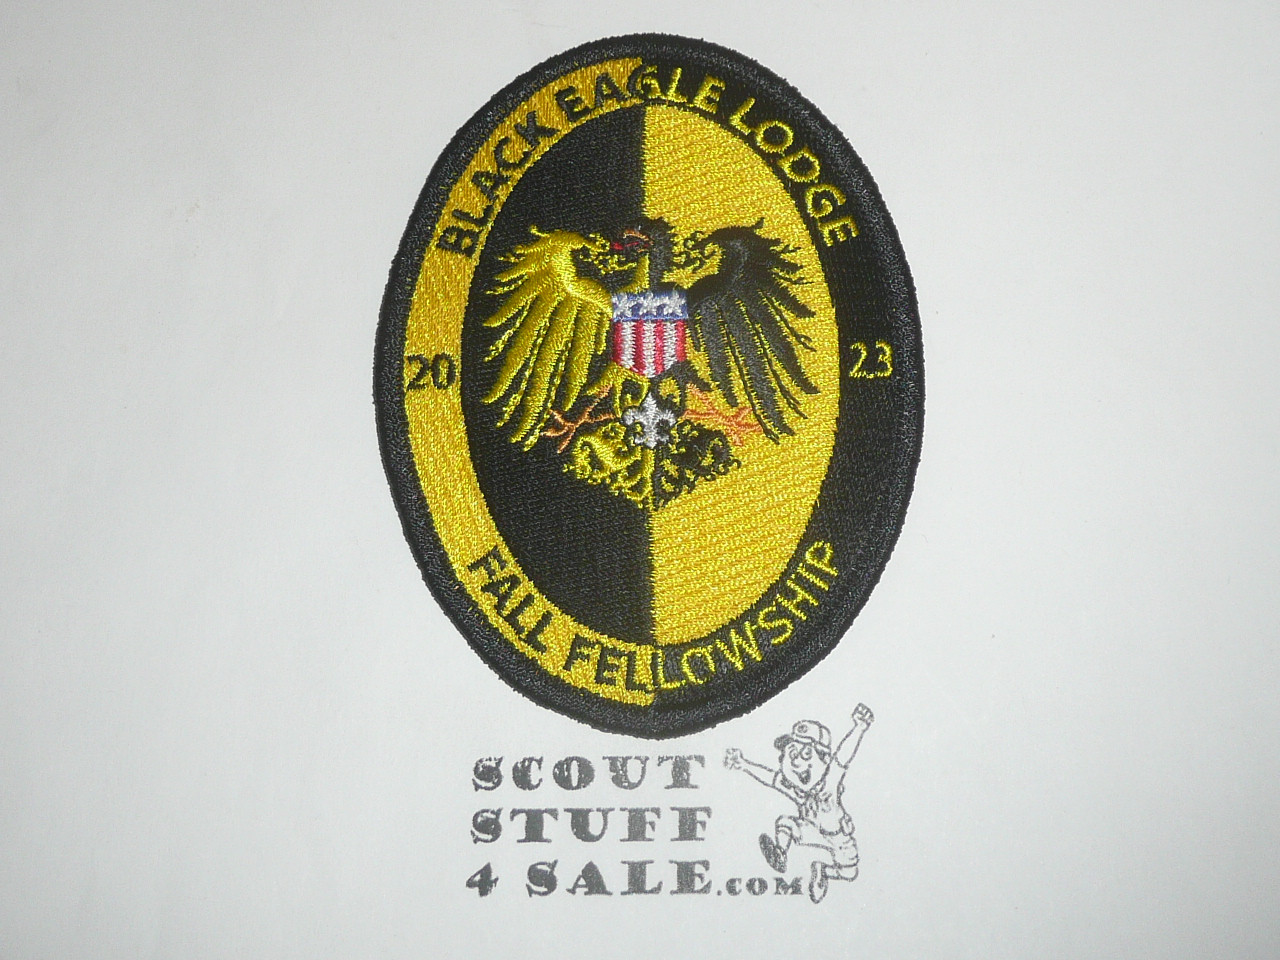 BLACK EAGLE LODGE
20 23
FALL FELLOWSHIP
SCOUT
STUFF
4 SALE.COM